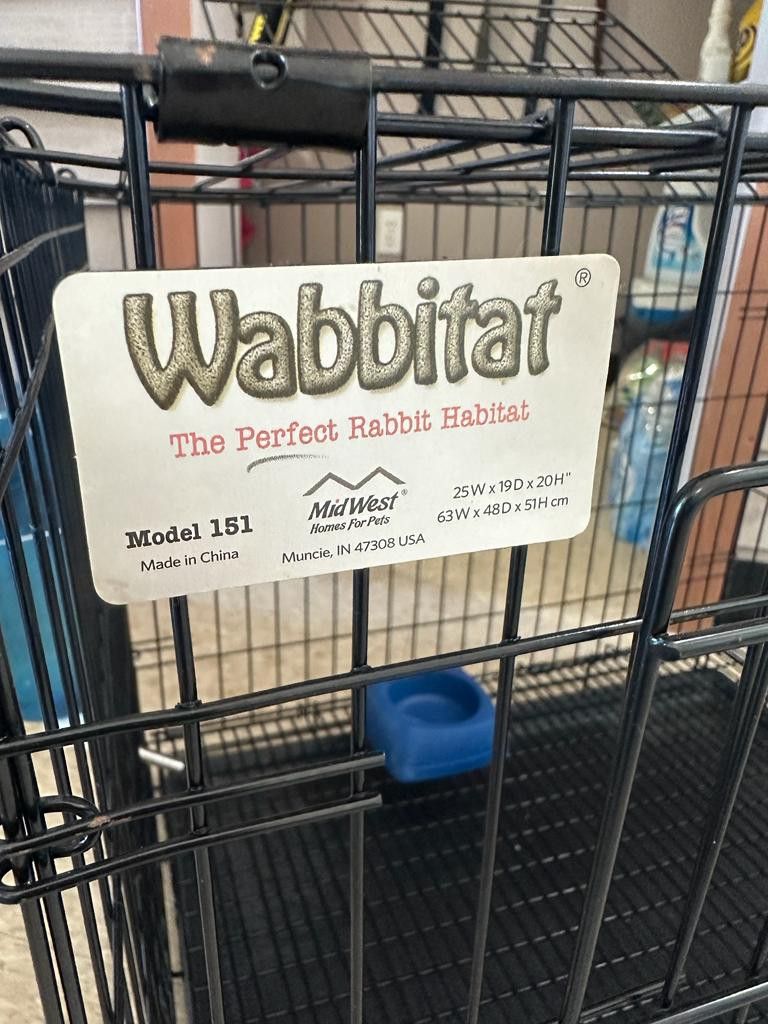 Wabbitat®
The Perfect Rabbit Habitat
MidWest®
Homes For Pets
Model 151
Made in China
Muncie, IN 47308 USA
25W x 19D x 20H"
63W x 48D x 51H cm